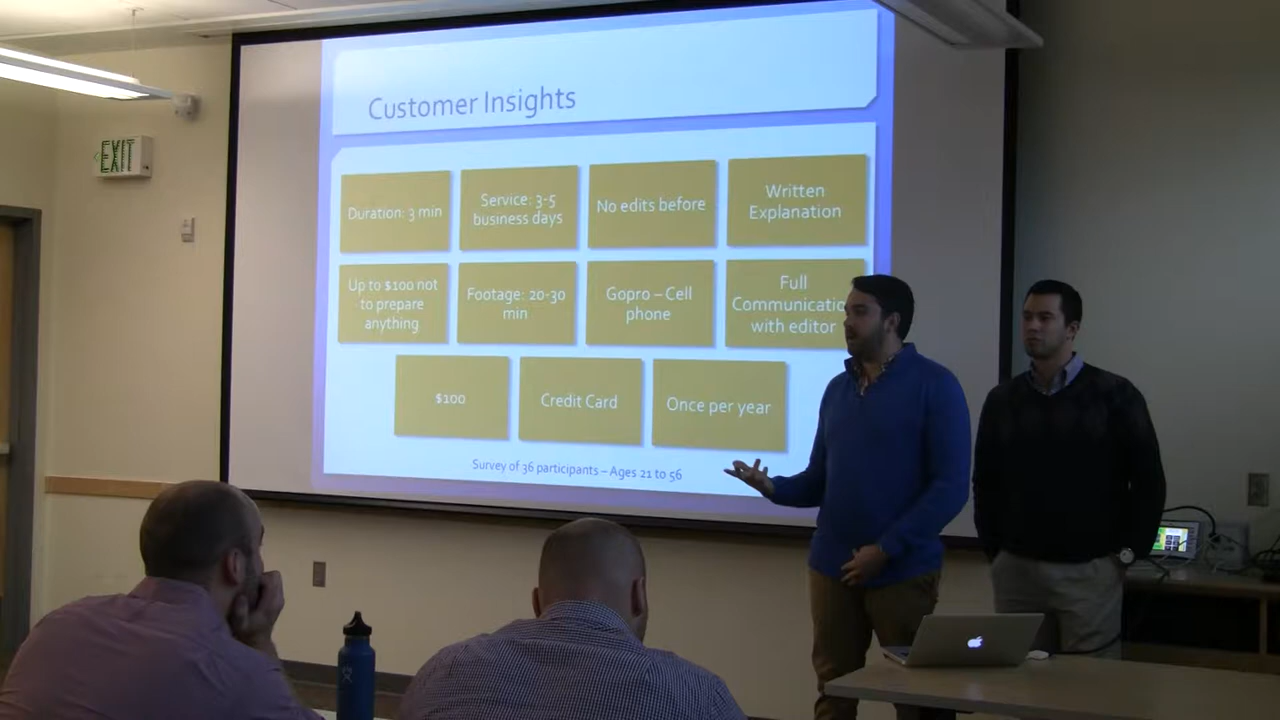 Customer Insights
EXIT
Duration: 3 min
Service: 3-5
business days
No edits before
Written
Explanation
Up to $100 not
to prepare
anything
Footage: 20-30
min
Gopro – Cell
phone
Full
with editor
$100
Credit Card
Once per year
Survey of 36 participants – Ages 21 to 56